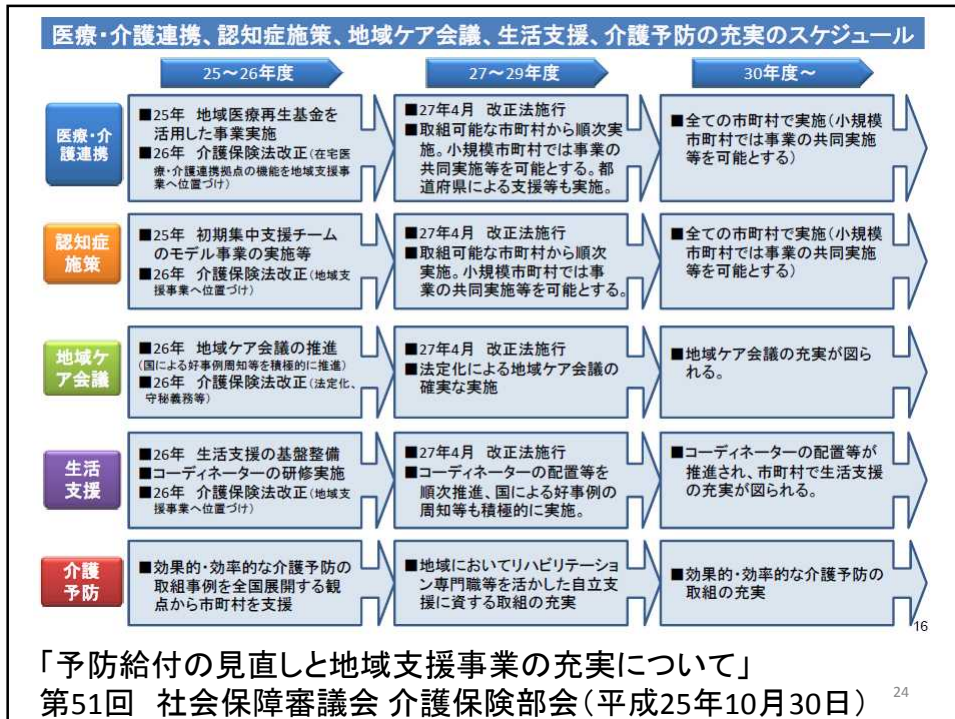 医療・介護連携、認知症施策、地域ケア会議、生活支援、介護予防の充実のスケジュール
25～26年度
27～29年度
30年度～
医療・介
護連携
■25年 地域医療再生基金を
活用した事業実施
■26年 介護保険法改正(在宅医
療・介護連携拠点の機能を地域支援事
業へ位置づけ)
■27年4月 改正法施行
■取組可能な市町村から順次実
施。小規模市町村では事業の
共同実施等を可能とする。都
道府県による支援等も実施。
■全ての市町村で実施(小規模
市町村では事業の共同実施
等を可能とする)
認知症
施策
■25年 初期集中支援チーム
のモデル事業の実施等
■26年 介護保険法改正(地域支
援事業へ位置づけ)
■27年4月 改正法施行
■取組可能な市町村から順次
実施。小規模市町村では事
業の共同実施等を可能とする。
■全ての市町村で実施(小規模
市町村では事業の共同実施
等を可能とする)
地域ケ
ア会議
■26年 地域ケア会議の推進
(国による好事例周知等を積極的に推進)
■26年 介護保険法改正(法定化、
守秘義務等)
■27年4月 改正法施行
■法定化による地域ケア会議の
確実な実施
■地域ケア会議の充実が図ら
れる。
生活
支援
■26年 生活支援の基盤整備
■コーディネーターの研修実施
■26年 介護保険法改正(地域支
援事業へ位置づけ)
■27年4月 改正法施行
■コーディネーターの配置等を
順次推進、国による好事例の
周知等も積極的に実施。
■コーディネーターの配置等が
推進され、市町村で生活支援
の充実が図られる。
介護
予防
■効果的・効率的な介護予防の
取組事例を全国展開する観
点から市町村を支援
■地域においてリハビリテーショ
ン専門職等を活かした自立支
援に資する取組の充実
■効果的・効率的な介護予防の
取組の充実
16
「予防給付の見直しと地域支援事業の充実について」
第51回 社会保障審議会 介護保険部会(平成25年10月30日)
24